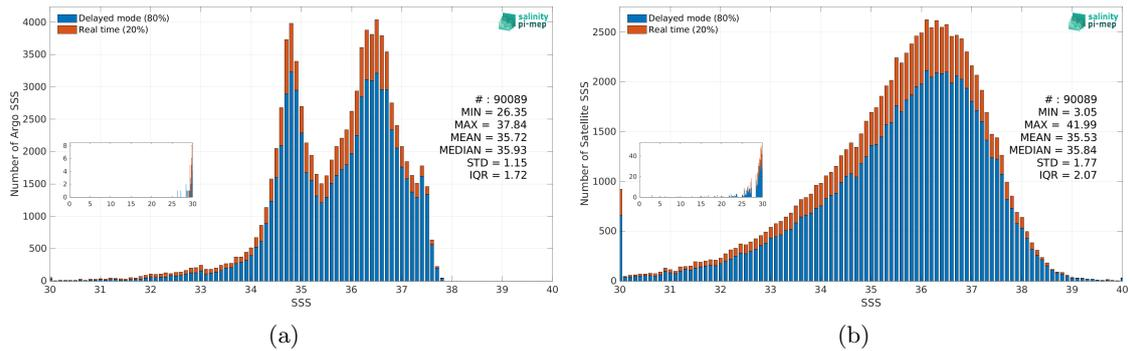 Delayed mode (80%)
Real time (20%)
salinity
pi-mep
Number of Argo SSS
4000
3500
3000
2500
2000
1500
1000
500
0
# : 90089
MIN = 26.35
MAX = 37.84
MEAN = 35.72
MEDIAN = 35.93
STD = 1.15
IQR = 1.72
8
6
4
2
0
5 10 15 20 25 30
30 31 32 33 34 35 36 37 38 39 40
SSS
(a)
Delayed mode (80%)
Real time (20%)
salinity
pi-mep
Number of Satellite SSS
2500
2000
1500
1000
500
0
# : 90089
MIN = 3.05
MAX = 41.99
MEAN = 35.53
MEDIAN = 35.84
STD = 1.77
IQR = 2.07
40
20
0
0 5 10 15 20 25 30
30 31 32 33 34 35 36 37 38 39 40
SSS
(b)